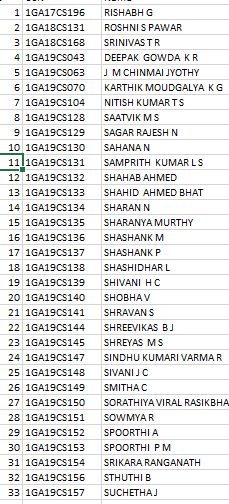 1 1GA17CS196 RISHABH G
2 1GA18CS131 ROSHNI S PAWAR
3 1GA18CS168 SRINIVAS T R
4 1GA19CS043 DEEPAK GOWDA K R
5 1GA19CS063 J M CHINMAI JYOTHY
6 1GA19CS070 KARTHIK MOUDGALYA K G
7 1GA19CS104 NITISH KUMAR T S
8 1GA19CS128 SAATVIK M S
9 1GA19CS129 SAGAR RAJESH N
10 1GA19CS130 SAHANA N
11 1GA19CS131 SAMPRITH KUMAR L S
12 1GA19CS132 SHAHAB AHMED
13 1GA19CS133 SHAHID AHMED BHAT
14 1GA19CS134 SHARAN N
15 1GA19CS135 SHARANYA MURTHY
16 1GA19CS136 SHASHANK M
17 1GA19CS137 SHASHANK P
18 1GA19CS138 SHASHIDHAR L
19 1GA19CS139 SHIVANI H C
20 1GA19CS140 SHOBHA V
21 1GA19CS141 SHRAVAN S
22 1GA19CS144 SHREEVIKAS B J
23 1GA19CS145 SHREYAS M S
24 1GA19CS147 SINDHU KUMARI VARMA R
25 1GA19CS148 SIVANI J C
26 1GA19CS149 SMITHA C
27 1GA19CS150 SORATHIYA VIRAL RASIKBHA
28 1GA19CS151 SOWMYA R
29 1GA19CS152 SPOORTHI A
30 1GA19CS153 SPOORTHI P M
31 1GA19CS154 SRIKARA RANGANATH
32 1GA19CS156 STHUTHI B
33 1GA19CS157 SUCHETHA J